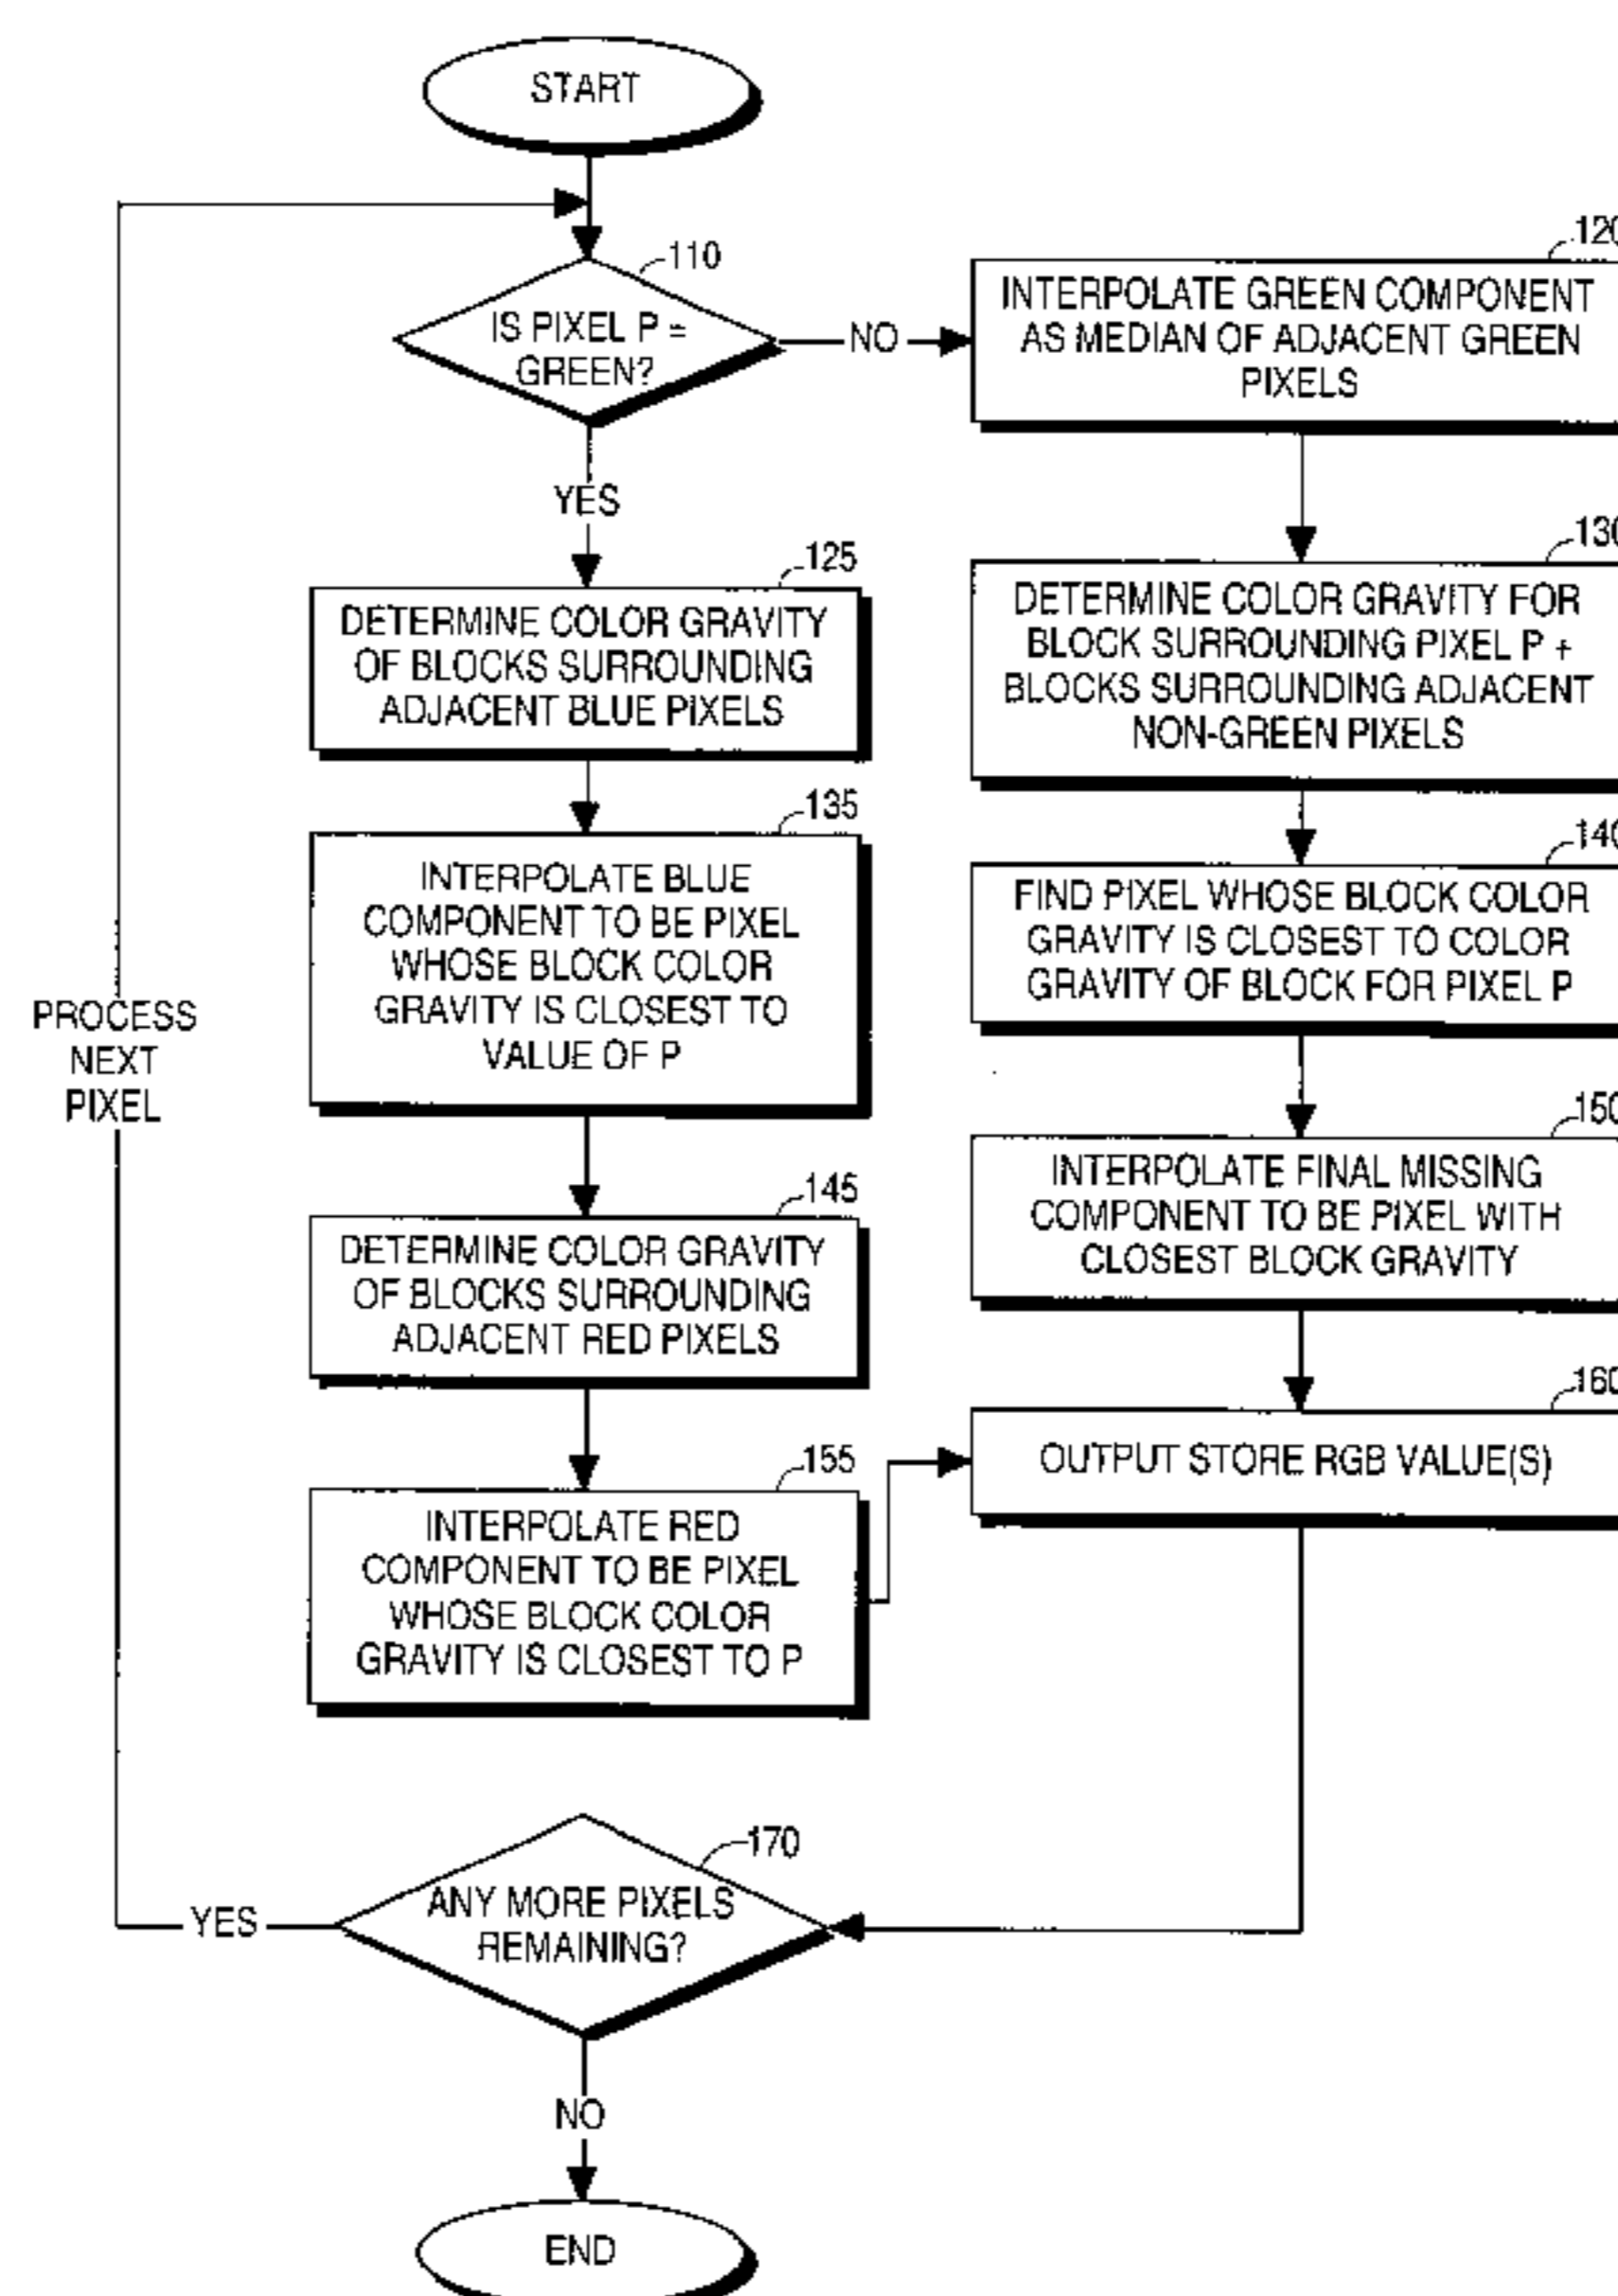 START
110
IS PIXEL P =
GREEN?
NO
120
INTERPOLATE GREEN COMPONENT
AS MEDIAN OF ADJACENT GREEN
PIXELS
YES
125
DETERMINE COLOR GRAVITY
OF BLOCKS SURROUNDING
ADJACENT BLUE PIXELS
130
DETERMINE COLOR GRAVITY FOR
BLOCK SURROUNDING PIXEL P +
BLOCKS SURROUNDING ADJACENT
NON-GREEN PIXELS
135
INTERPOLATE BLUE
COMPONENT TO BE PIXEL
WHOSE BLOCK COLOR
GRAVITY IS CLOSEST TO
VALUE OF P
140
FIND PIXEL WHOSE BLOCK COLOR
GRAVITY IS CLOSEST TO COLOR
GRAVITY OF BLOCK FOR PIXEL P
PROCESS
NEXT
PIXEL
145
DETERMINE COLOR GRAVITY
OF BLOCKS SURROUNDING
ADJACENT RED PIXELS
150
INTERPOLATE FINAL MISSING
COMPONENT TO BE PIXEL WITH
CLOSEST BLOCK GRAVITY
155
INTERPOLATE RED
COMPONENT TO BE PIXEL
WHOSE BLOCK COLOR
GRAVITY IS CLOSEST TO P
160
OUTPUT STORE RGB VALUE(S)
170
ANY MORE PIXELS
REMAINING?
YES
NO
END